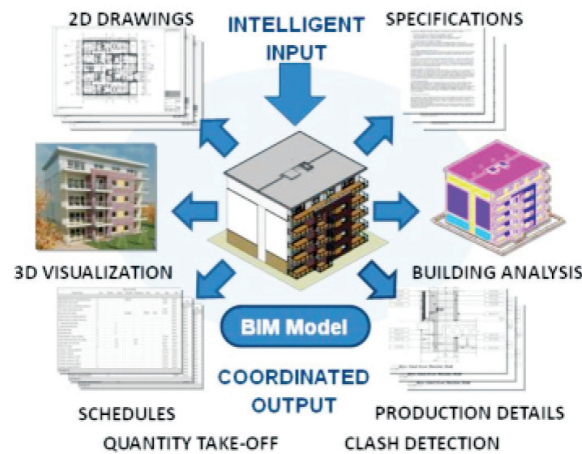 2D DRAWINGS
INTELLIGENT
INPUT
SPECIFICATIONS
3D VISUALIZATION
BUILDING ANALYSIS
BIM Model
COORDINATED
OUTPUT
SCHEDULES
PRODUCTION DETAILS
QUANTITY TAKE-OFF
CLASH DETECTION